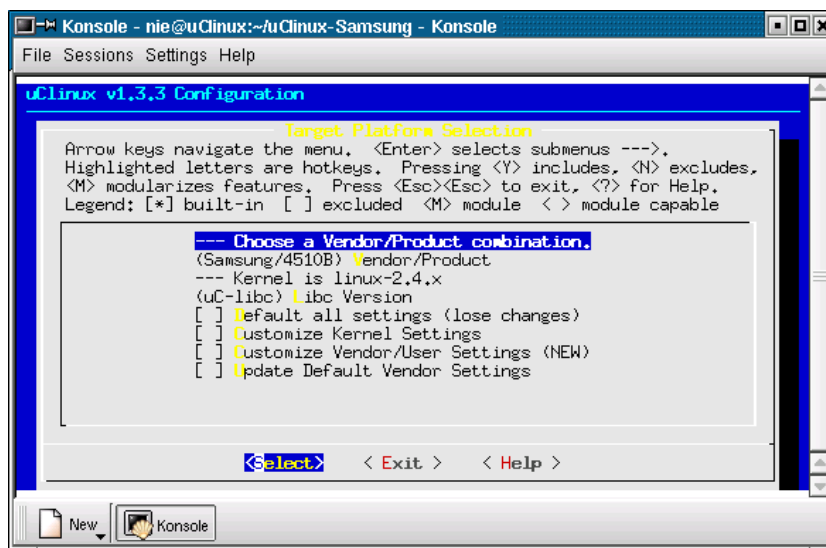 Konsole - nie@uClinux:~/uClinux-Samsung - Konsole
File Sessions Settings Help
uClinux v1.3.3 Configuration
Target Platform Selection
Arrow keys navigate the menu. <Enter> selects submenus --->.
Highlighted letters are hotkeys. Pressing <Y> includes, <N> excludes,
<M> modularizes features. Press <Esc><Esc> to exit, <?> for Help.
Legend: [*] built-in [ ] excluded <M> module < > module capable
--- Choose a Vendor/Product combination.
(Samsung/4510B) Vendor/Product
--- Kernel is linux-2.4.x
(uC-libc) Libc Version
[ ] Default all settings (lose changes)
[ ] Customize Kernel Settings
[ ] Customize Vendor/User Settings (NEW)
[ ] Update Default Vendor Settings
<Select> < Exit > < Help >
New Konsole